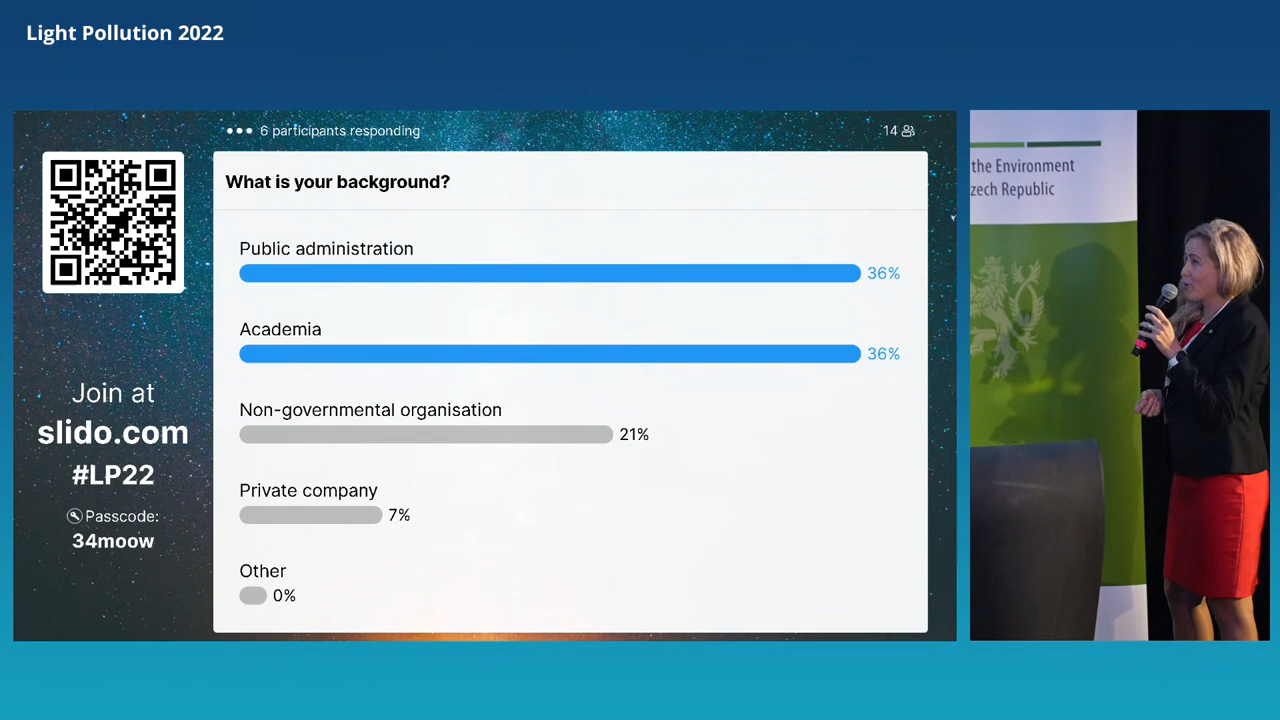 Light Pollution 2022
••• 6 participants responding
14
What is your background?
Public administration
36%
Academia
36%
Non-governmental organisation
21%
Private company
7%
Other
0%
Join at
slido.com
#LP22
Passcode:
34moow
the Environment
zech Republic